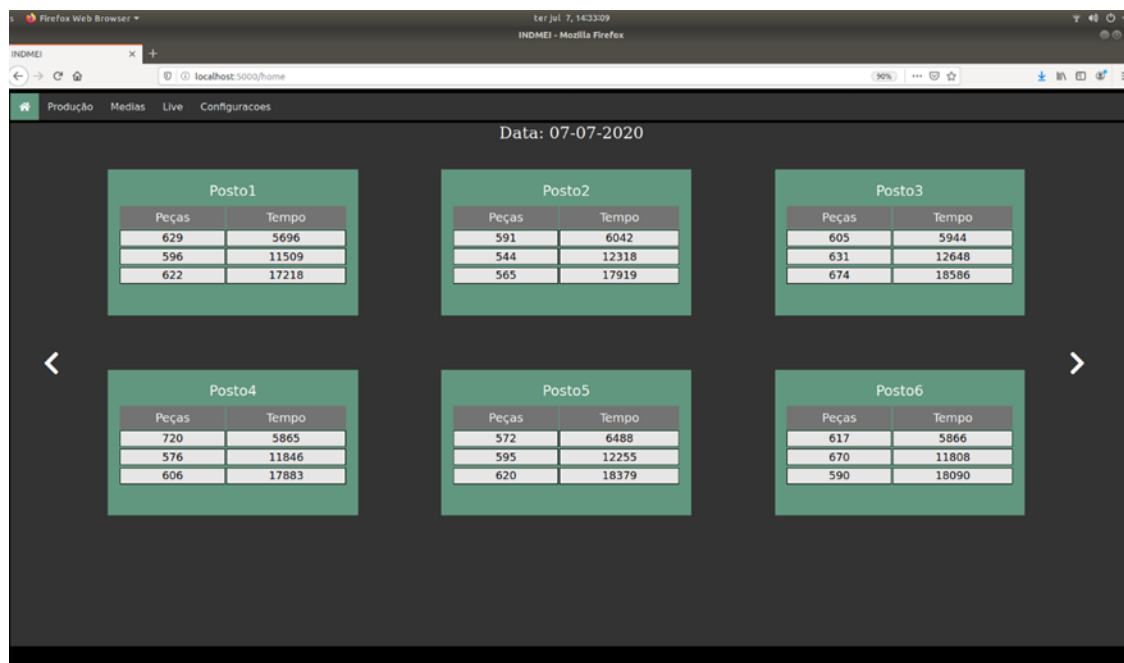 s Firefox Web Browser ter jul 7, 14:33:09
INDMEI - Mozilla Firefox
INDMEI
localhost:5000/home 90%
Produção Medias Live Configuracoes
Data: 07-07-2020
Posto1 Posto2 Posto3
Peças Tempo Peças Tempo Peças Tempo
629 5696 591 6042 605 5944
596 11509 544 12318 631 12648
622 17218 565 17919 674 18586
Posto4 Posto5 Posto6
Peças Tempo Peças Tempo Peças Tempo
720 5865 572 6488 617 5866
576 11846 595 12255 670 11808
606 17883 620 18379 590 18090